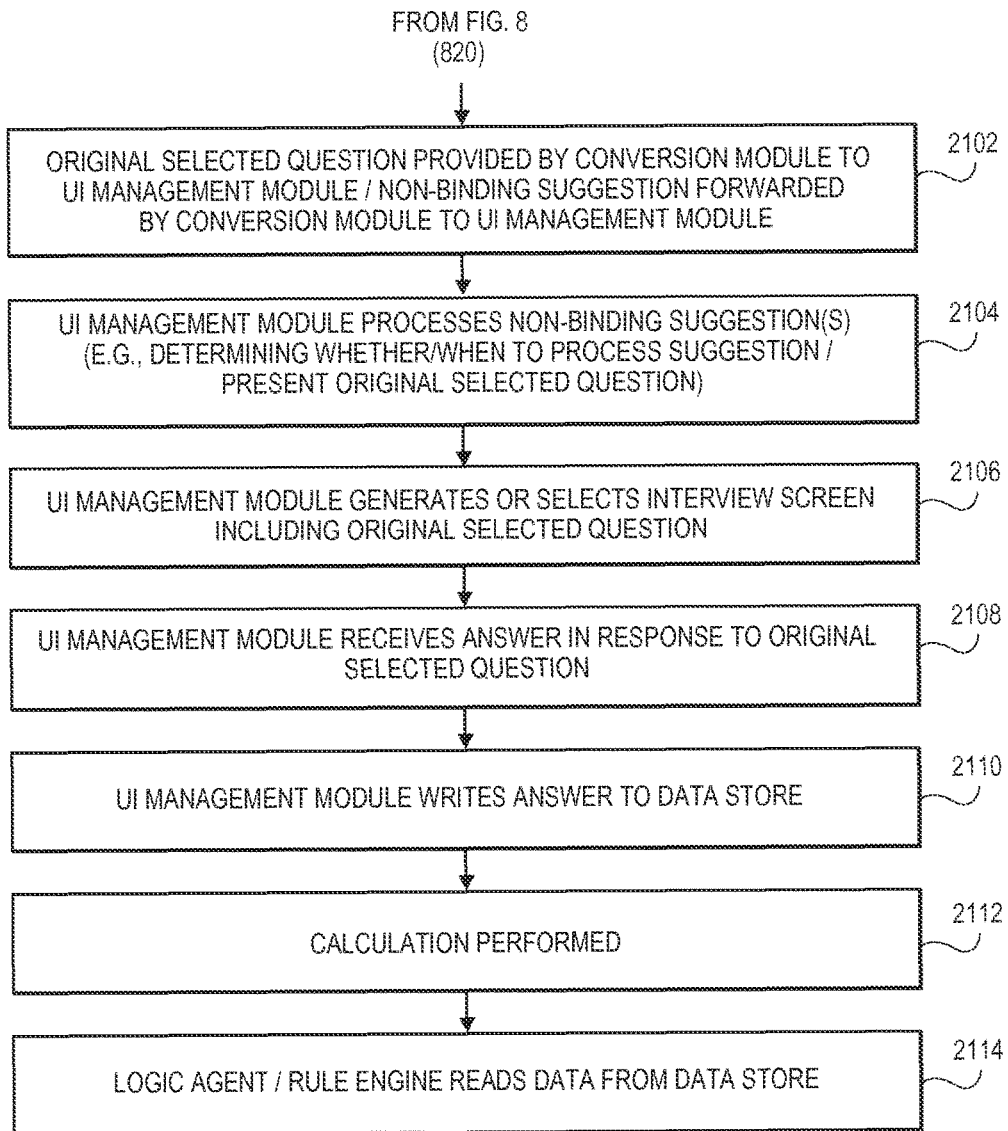 FROM FIG. 8
(820)
ORIGINAL SELECTED QUESTION PROVIDED BY CONVERSION MODULE TO
UI MANAGEMENT MODULE / NON-BINDING SUGGESTION FORWARDED
BY CONVERSION MODULE TO UI MANAGEMENT MODULE
2102
UI MANAGEMENT MODULE PROCESSES NON-BINDING SUGGESTION(S)
(E.G., DETERMINING WHETHER/WHEN TO PROCESS SUGGESTION /
PRESENT ORIGINAL SELECTED QUESTION)
2104
UI MANAGEMENT MODULE GENERATES OR SELECTS INTERVIEW SCREEN
INCLUDING ORIGINAL SELECTED QUESTION
2106
UI MANAGEMENT MODULE RECEIVES ANSWER IN RESPONSE TO ORIGINAL
SELECTED QUESTION
2108
UI MANAGEMENT MODULE WRITES ANSWER TO DATA STORE
2110
CALCULATION PERFORMED
2112
LOGIC AGENT / RULE ENGINE READS DATA FROM DATA STORE
2114